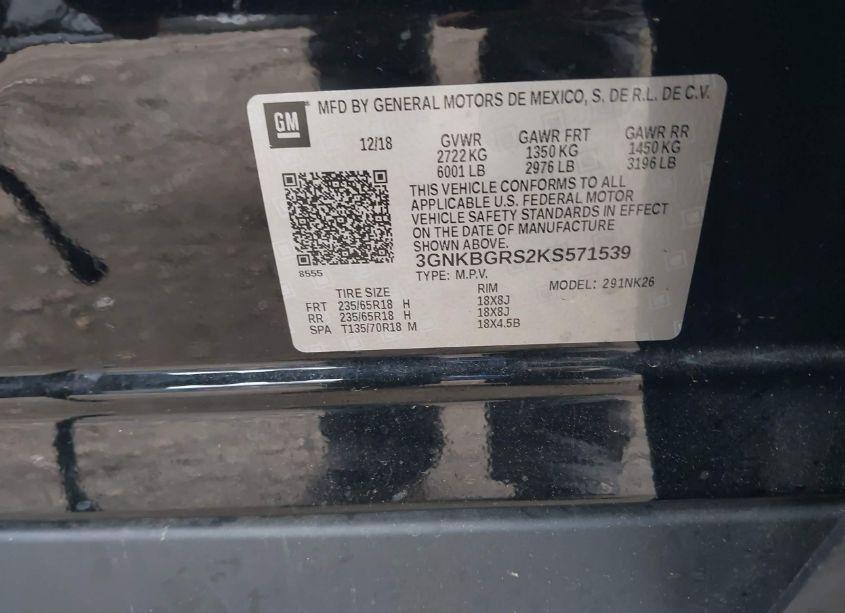 GM
MFD BY GENERAL MOTORS DE MEXICO, S. DE R.L. DE C.V.
12/18 GVWR GAWR FRT GAWR RR
2722 KG 1350 KG 1450 KG
6001 LB 2976 LB 3196 LB
THIS VEHICLE CONFORMS TO ALL
APPLICABLE U.S. FEDERAL MOTOR
VEHICLE SAFETY STANDARDS IN EFFECT
ON THE DATE OF MANUFACTURE
SHOWN ABOVE.
8555
3GNKBGRS2KS571539
TYPE: M.P.V. MODEL: 291NK26
TIRE SIZE RIM
FRT 235/65R18 H 18X8J
RR 235/65R18 H 18X8J
SPA T135/70R18 M 18X4.5B